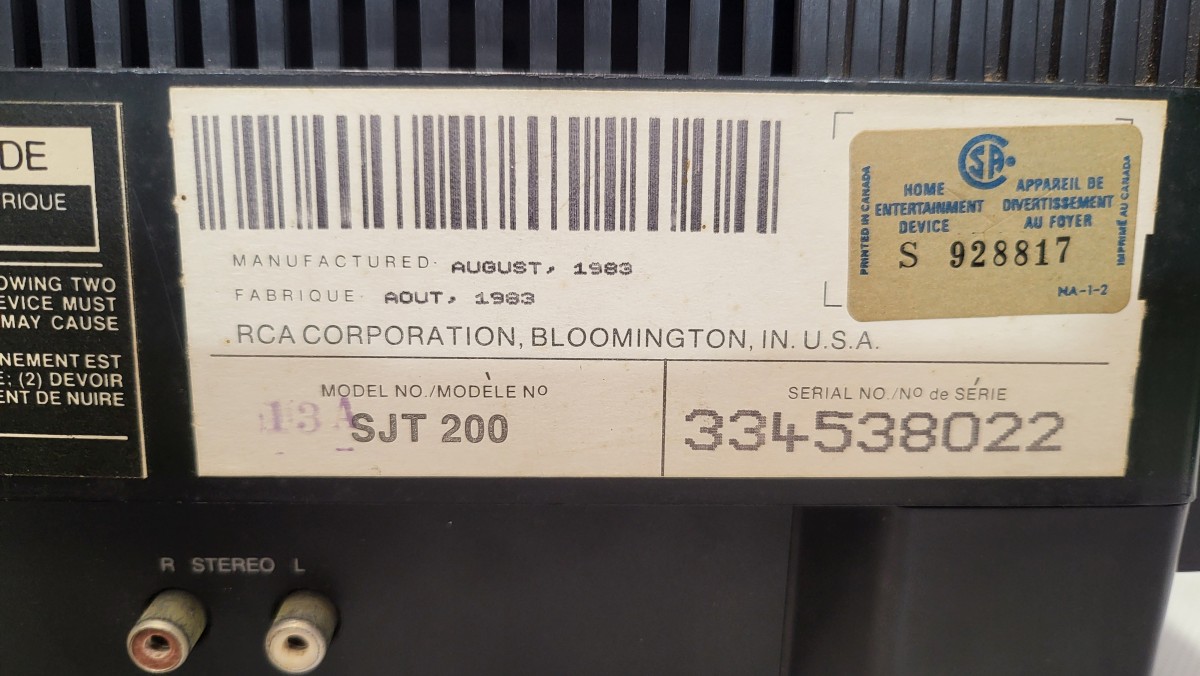 DE
RIQUE
OWING TWO
EVICE MUST
MAY CAUSE
NEMENT EST
E: (2) DEVOIR
ENT DE NUIRE
MANUFACTURED: AUGUST, 1983
FABRIQUE: AOUT, 1983
RCA CORPORATION, BLOOMINGTON, IN. U.S.A.
MODEL NO./MODÈLE Nº
13A
SJT 200
SERIAL NO./Nº de SÉRIE
334538022
PRINTED IN CANADA
CSA
HOME
ENTERTAINMENT
DEVICE
APPAREIL DE
DIVERTISSEMENT
AU FOYER
S 928817
NA-1-2
IMPRIMÉ AU CANADA
R STEREO L